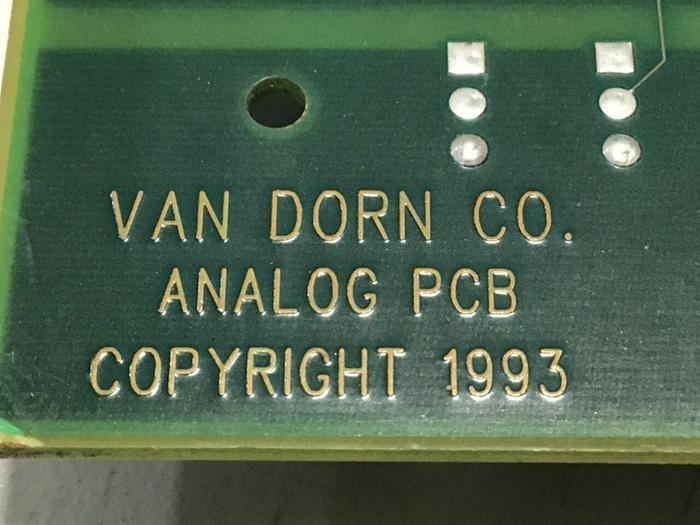 VAN DORN CO.
ANALOG PCB
COPYRIGHT 1993